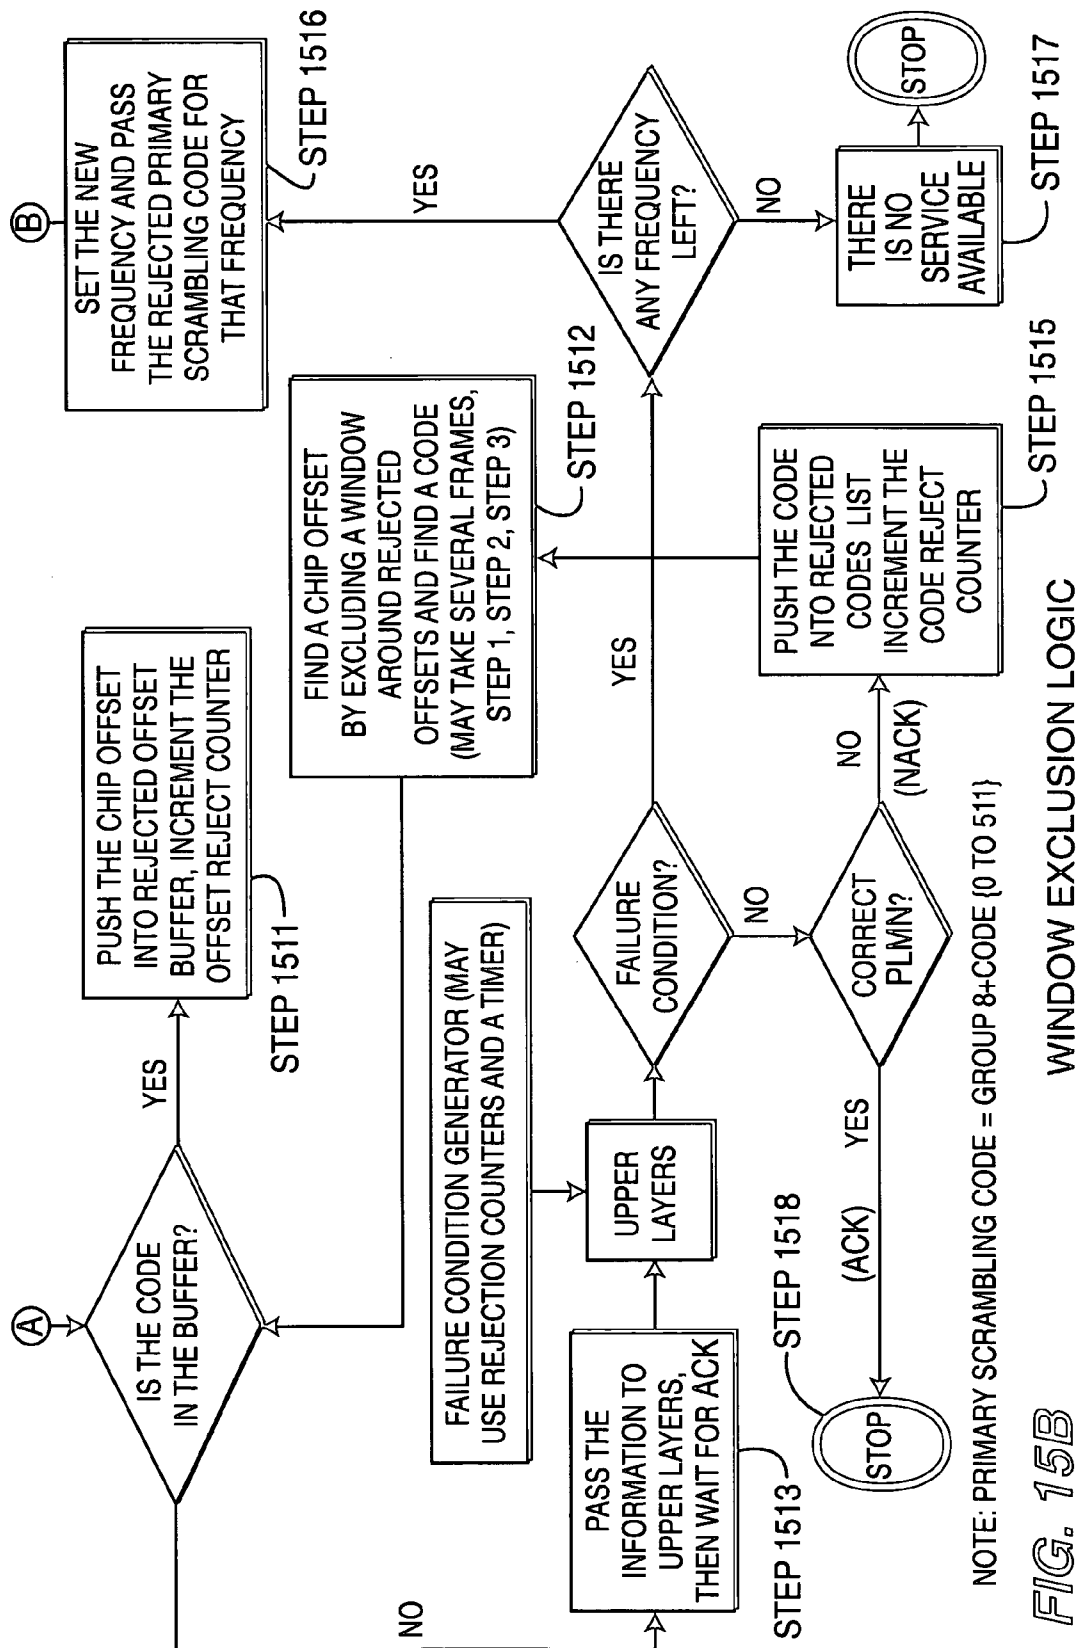 A
IS THE CODE
IN THE BUFFER?
YES
PUSH THE CHIP OFFSET
INTO REJECTED OFFSET
BUFFER, INCREMENT THE
OFFSET REJECT COUNTER
STEP 1511
B
SET THE NEW
FREQUENCY AND PASS
THE REJECTED PRIMARY
SCRAMBLING CODE FOR
THAT FREQUENCY
STEP 1516
FIND A CHIP OFFSET
BY EXCLUDING A WINDOW
AROUND REJECTED
OFFSETS AND FIND A CODE
(MAY TAKE SEVERAL FRAMES,
STEP 1, STEP 2, STEP 3)
STEP 1512
YES
FAILURE CONDITION GENERATOR (MAY
USE REJECTION COUNTERS AND A TIMER)
NO
PASS THE
INFORMATION TO
UPPER LAYERS,
THEN WAIT FOR ACK
STEP 1513
UPPER
LAYERS
FAILURE
CONDITION?
YES
NO
IS THERE
ANY FREQUENCY
LEFT?
NO
THERE
IS NO
SERVICE
AVAILABLE
STEP 1517
STOP
CORRECT
PLMN?
NO
(NACK)
PUSH THE CODE
NTO REJECTED
CODES LIST
INCREMENT THE
CODE REJECT
COUNTER
STEP 1515
YES
(ACK)
STEP 1518
STOP
NOTE: PRIMARY SCRAMBLING CODE = GROUP 8+CODE {0 TO 511}
FIG. 15B
WINDOW EXCLUSION LOGIC